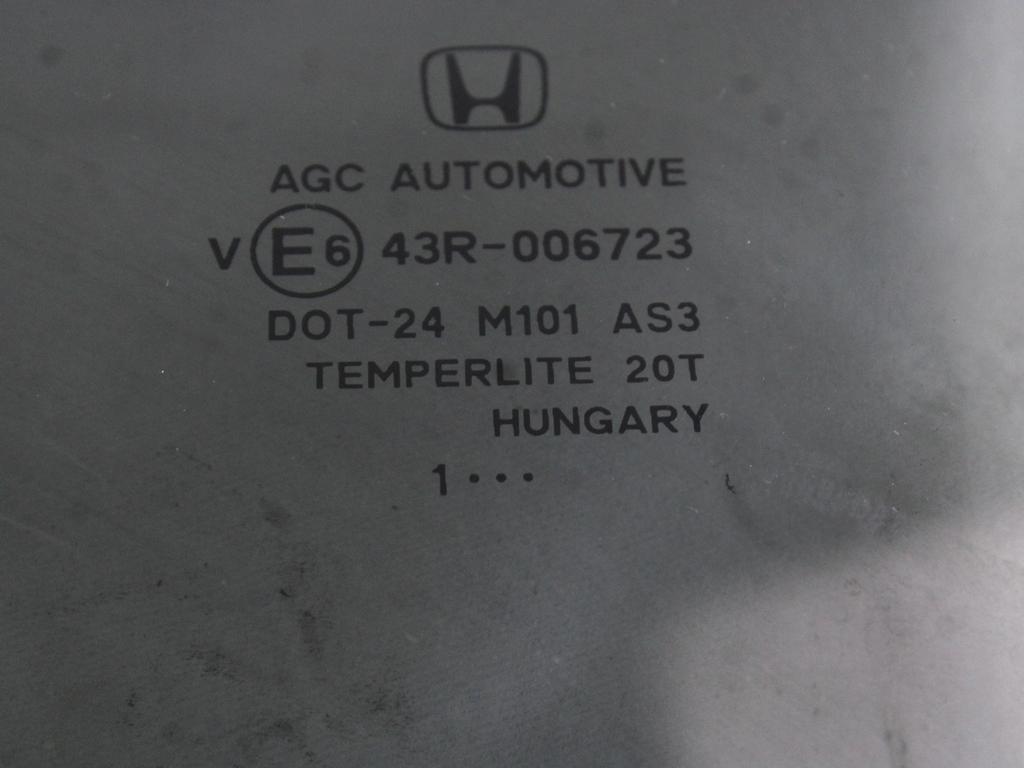 AGC AUTOMOTIVE
V E6 43R-006723
DOT-24 M101 AS3
TEMPERLITE 20T
HUNGARY
1...